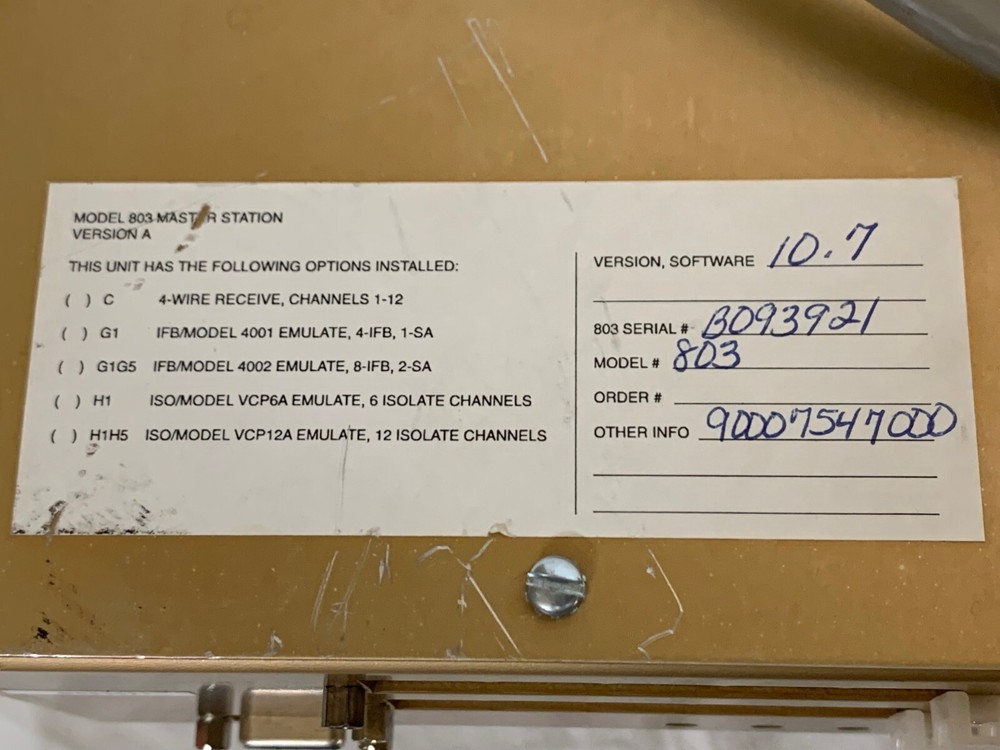 MODEL 803 MASTER STATION
VERSION A
THIS UNIT HAS THE FOLLOWING OPTIONS INSTALLED:
( ) C 4-WIRE RECEIVE, CHANNELS 1-12
( ) G1 IFB/MODEL 4001 EMULATE, 4-IFB, 1-SA
( ) G1G5 IFB/MODEL 4002 EMULATE, 8-IFB, 2-SA
( ) H1 ISO/MODEL VCP6A EMULATE, 6 ISOLATE CHANNELS
( ) H1H5 ISO/MODEL VCP12A EMULATE, 12 ISOLATE CHANNELS
VERSION, SOFTWARE 10.7
803 SERIAL # B093921
MODEL # 803
ORDER #
OTHER INFO 90007547000